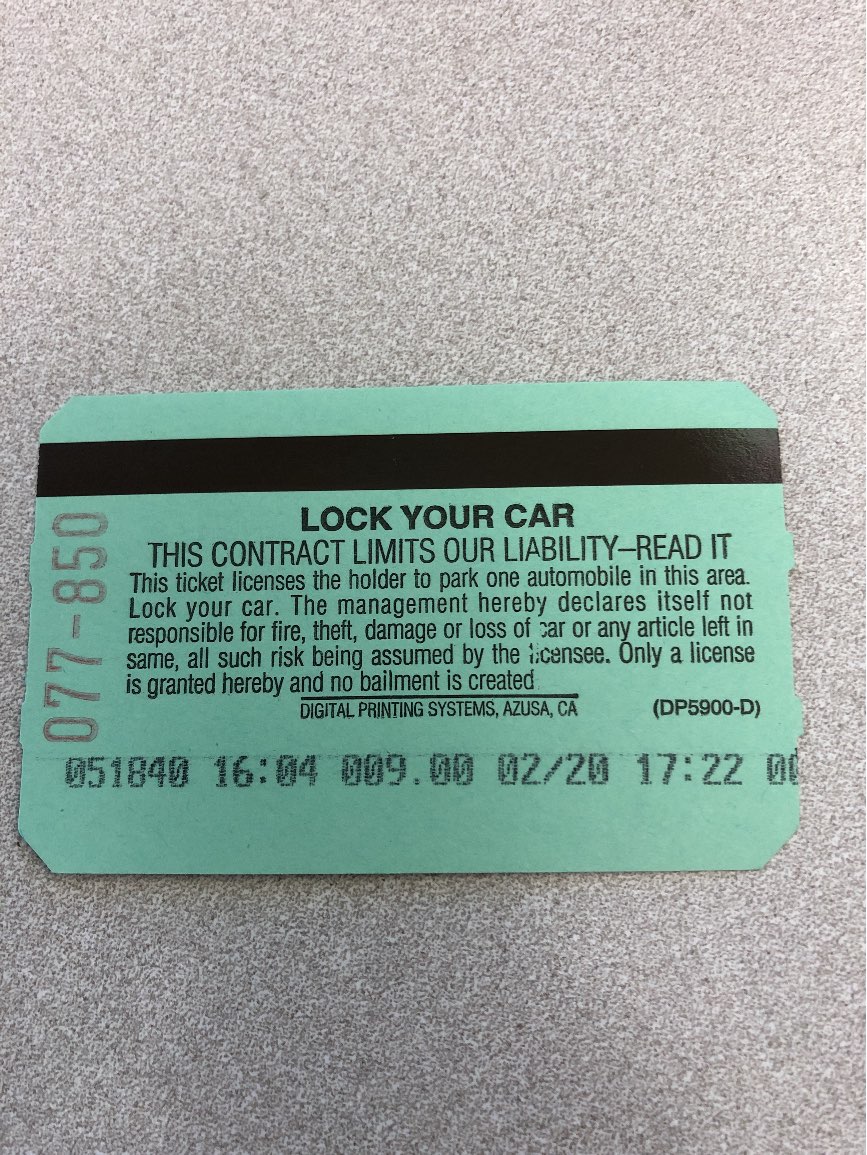 LOCK YOUR CAR
THIS CONTRACT LIMITS OUR LIABILITY–READ IT
This ticket licenses the holder to park one automobile in this area.
Lock your car. The management hereby declares itself not
responsible for fire, theft, damage or loss of car or any article left in
same, all such risk being assumed by the licensee. Only a license
is granted hereby and no bailment is created
DIGITAL PRINTING SYSTEMS, AZUSA, CA (DP5900-D)
077-850
051840 16:04 009.00 02/20 17:22